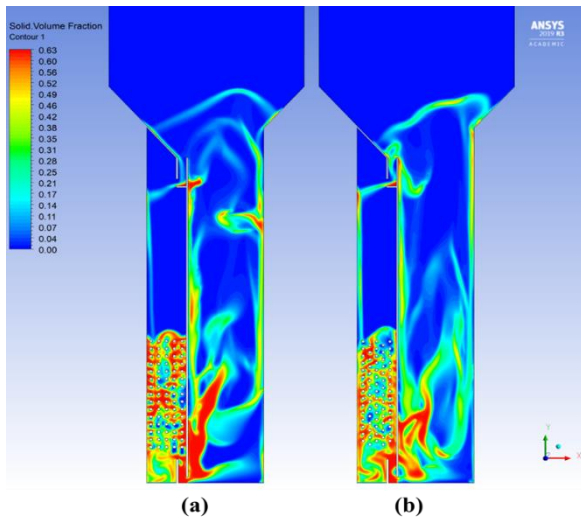 Solid.Volume Fraction
Contour 1
0.63
0.60
0.56
0.52
0.49
0.46
0.42
0.38
0.35
0.31
0.28
0.25
0.21
0.17
0.14
0.11
0.07
0.04
0.00
ANSYS
2019 R3
ACADEMIC
Y
Z
X
(a)
(b)